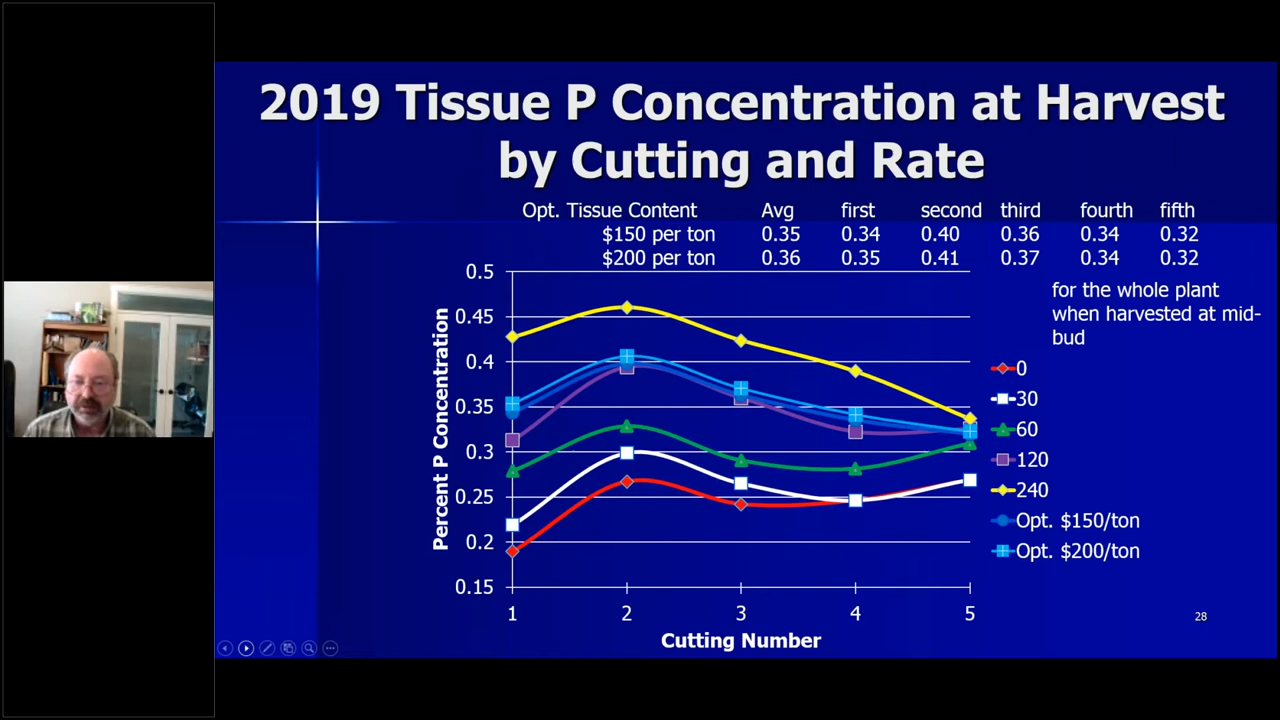 2019 Tissue P Concentration at Harvest
by Cutting and Rate
Opt. Tissue Content Avg first second third fourth fifth
$150 per ton 0.35 0.34 0.40 0.36 0.34 0.32
$200 per ton 0.36 0.35 0.41 0.37 0.34 0.32
for the whole plant
when harvested at mid-
bud
Percent P Concentration
0.5
0.45
0.4
0.35
0.3
0.25
0.2
0.15
1 2 3 4 5
Cutting Number
0
30
60
120
240
Opt. $150/ton
Opt. $200/ton
28